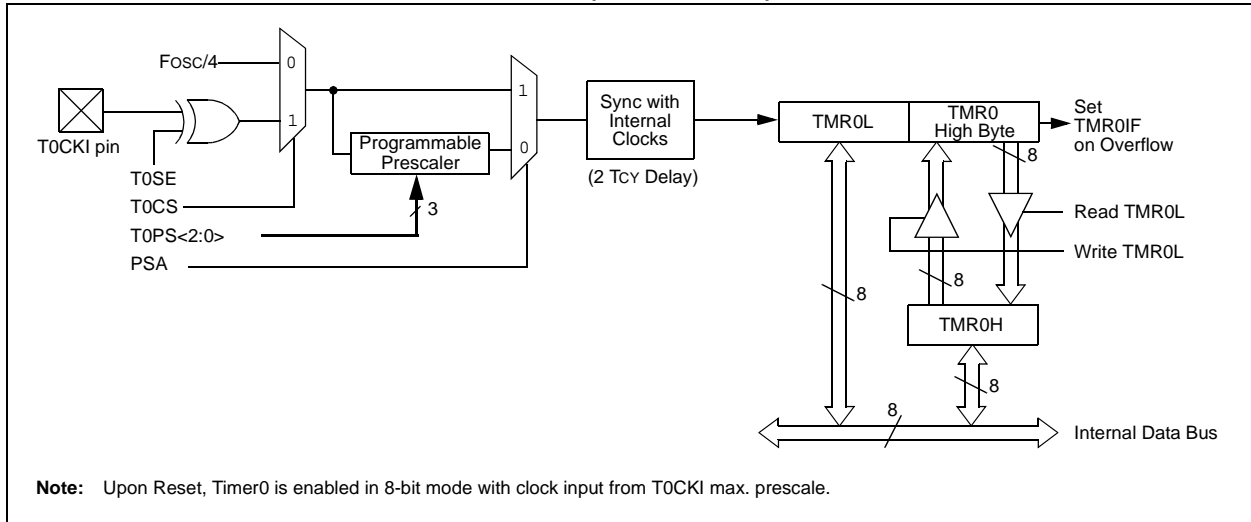 FOSC/4
0
1
T0CKI pin
T0SE
T0CS
T0PS<2:0>
PSA
Programmable
Prescaler
3
1
0
Sync with
Internal
Clocks
(2 TCY Delay)
TMR0L
TMR0
High Byte
Set
TMR0IF
on Overflow
8
Read TMR0L
Write TMR0L
8
8
TMR0H
8
8
Internal Data Bus
Note: Upon Reset, Timer0 is enabled in 8-bit mode with clock input from T0CKI max. prescale.